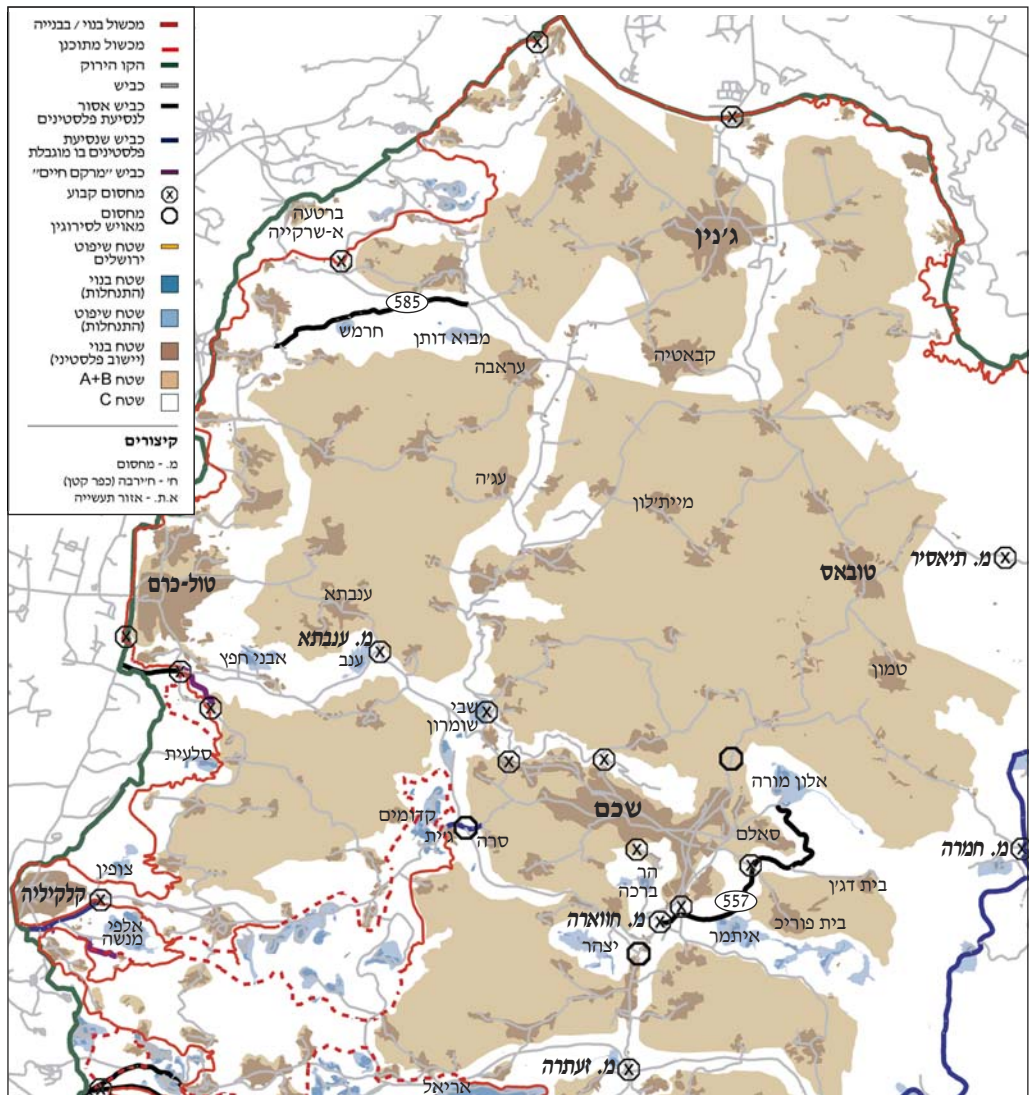 מכשול בנוי / בבנייה
מכשול מתוכנן
הקו הירוק
כביש
כביש אסור
לנסיעת פלסטינים
כביש שנסיעת
פלסטינים בו מוגבלת
כביש "מרקם חיים"
מחסום קבוע
מחסום
מאויש לסירוגין
שטח שיפוט
ירושלים
שטח בנוי
(התנחלות)
שטח שיפוט
(התנחלות)
שטח בנוי
(יישוב פלסטיני)
שטח A+B
שטח C
קיצורים
מ. - מחסום
ח' - ח'ירבה (כפר קטן)
א.ת. - אזור תעשייה
ברטעה
א-שרקייה
ג'נין
585
חרמש
מבוא דותן
קבאטיה
עראבה
עג'ה
מיית'לון
מ. תיאסיר
טובאס
טול-כרם
ענבתא
מ. ענבתא
ענב
אבני חפץ
טמון
שבי
שומרון
סלעית
אלון מורה
שכם
קדומים
גיית
סרה
סאלם
מ. חמרה
הר
ברכה
בית דג'ן
צופין
קלקיליה
557
מ. חווארה
בית פוריכ
איתמר
אלפי
מנשה
יצהר
מ. זעתרה
אריאל